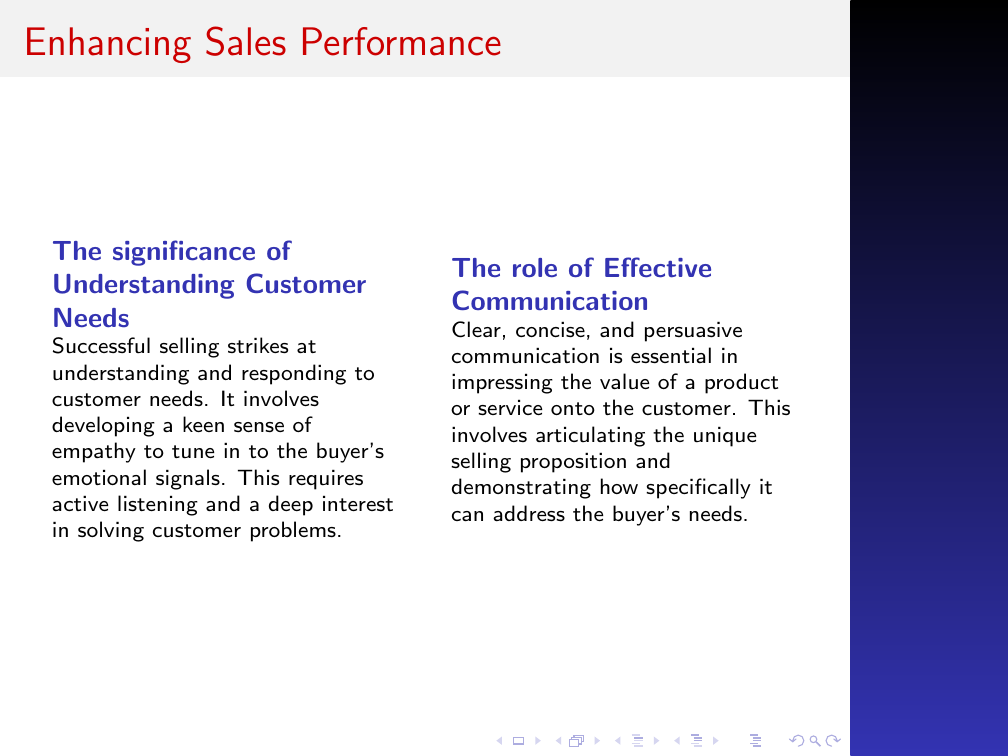 Enhancing Sales Performance
The significance of
Understanding Customer
Needs
Successful selling strikes at
understanding and responding to
customer needs. It involves
developing a keen sense of
empathy to tune in to the buyer's
emotional signals. This requires
active listening and a deep interest
in solving customer problems.
The role of Effective
Communication
Clear, concise, and persuasive
communication is essential in
impressing the value of a product
or service onto the customer. This
involves articulating the unique
selling proposition and
demonstrating how specifically it
can address the buyer's needs.